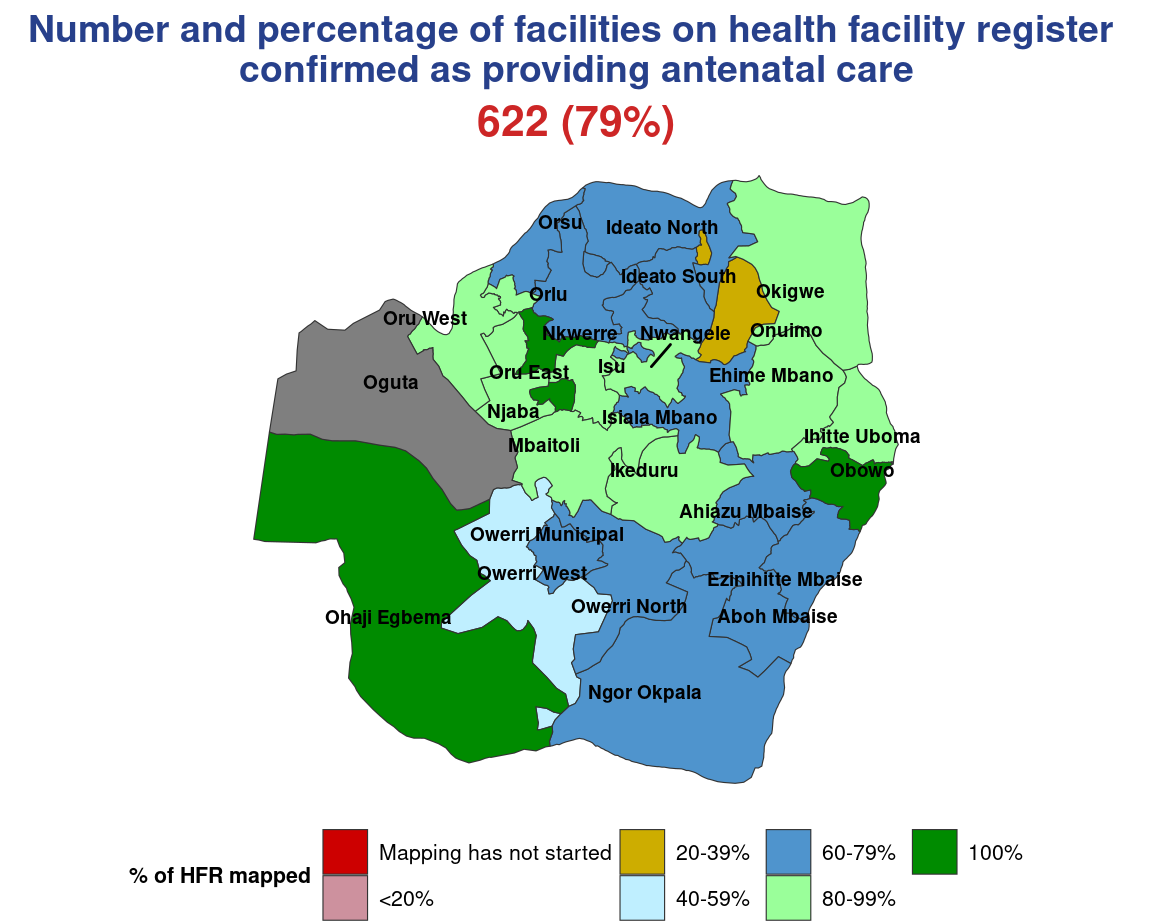 Number and percentage of facilities on health facility register
confirmed as providing antenatal care
622 (79%)
Orsu
Ideato North
Ideato South
Orlu
Okigwe
Oru West
Nkwerre
Nwangele
Onuimo
Isu
Oru East
Ehime Mbano
Oguta
Njaba
Isiala Mbano
Mbaitoli
Ihitte Uboma
Ikeduru
Obowo
Ahiazu Mbaise
Owerri Municipal
Owerri West
Ezinihitte Mbaise
Owerri North
Ohaji Egbema
Aboh Mbaise
Ngor Okpala
% of HFR mapped
Mapping has not started
<20%
20-39%
40-59%
60-79%
80-99%
100%